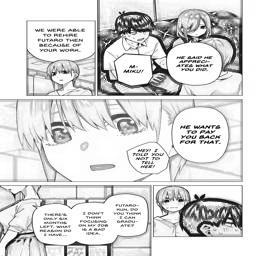 WE WERE ABLE
TO REHIRE
FUTARO
THEN
BECAUSE OF
YOUR WORK.
M-
MIKU!
HE SAID HE
APPRECI-
ATES WHAT
YOU DID.
HE WANTS
TO PAY
YOU BACK
FOR THAT.
HEY! I
TOLD YOU
NOT TO
TELL
HER!
FUTARO-
KUN, DO YOU
THINK I
CAN GRADU-
ATE?
I DON'T
THINK
FOCUSING
ON MY JOB
IS A BAD
IDEA.
THERE'S
ONLY SIX
MONTHS
LEFT. WHAT
REASON DO
I HAVE...